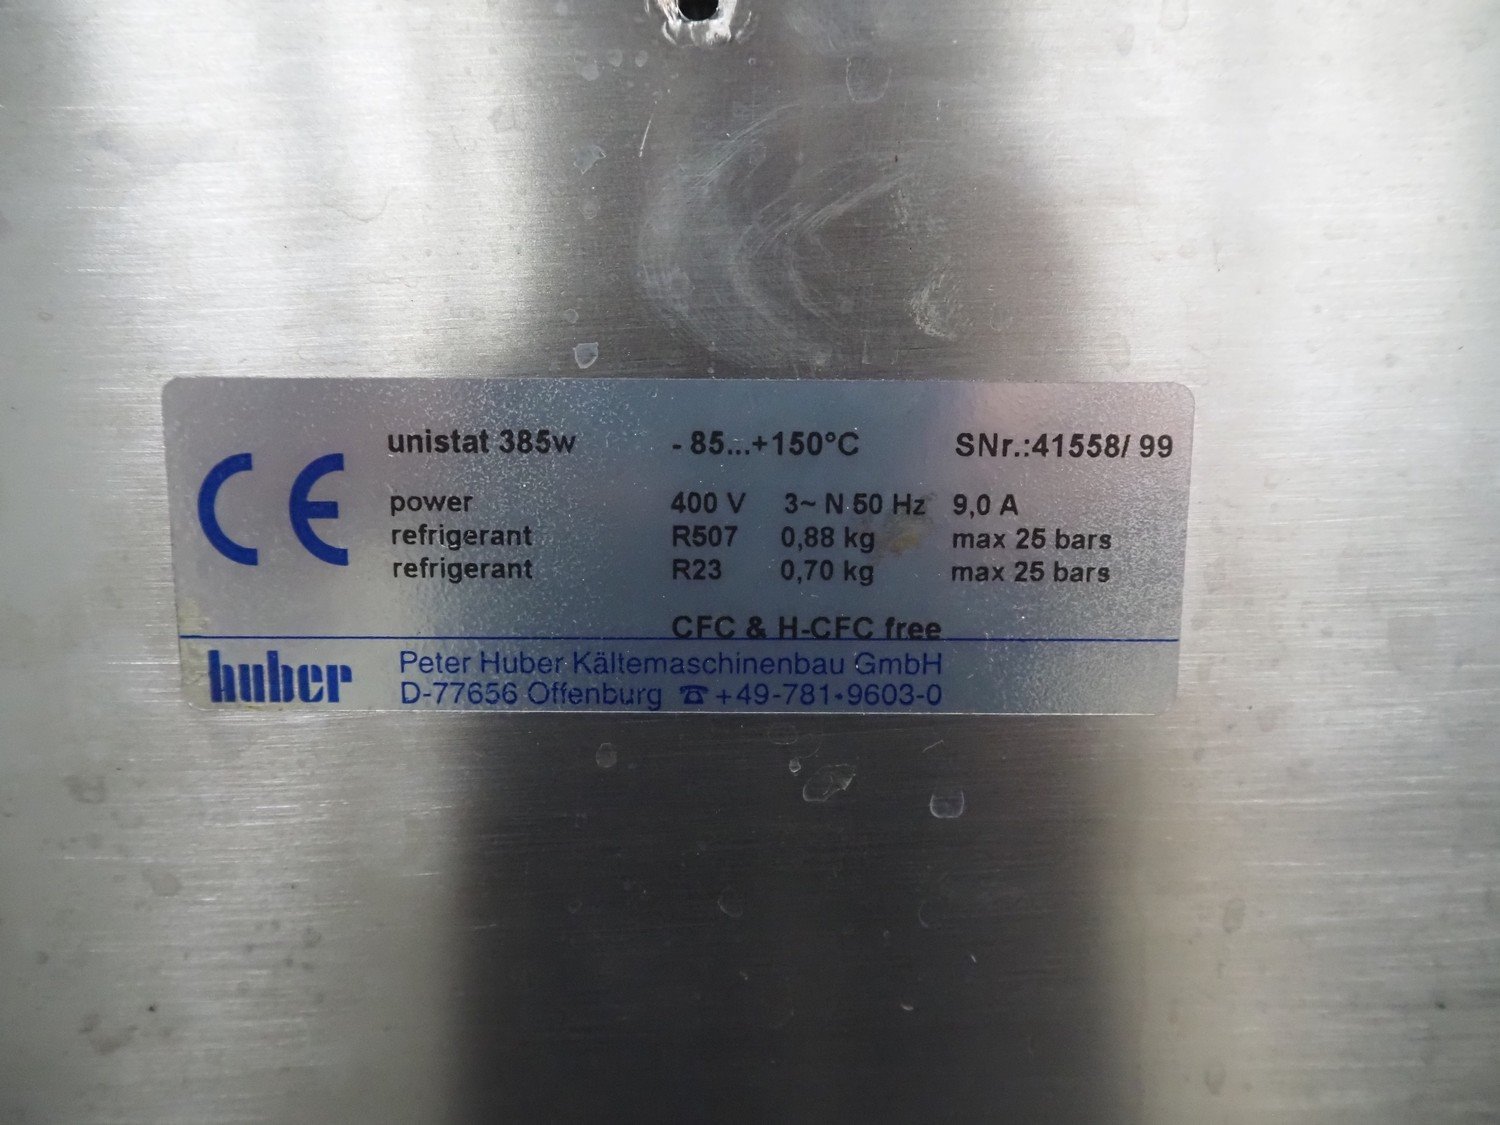 CE
unistat 385w - 85...+150°C SNr.:41558/ 99
power 400 V 3~ N 50 Hz 9,0 A
refrigerant R507 0,88 kg max 25 bars
refrigerant R23 0,70 kg max 25 bars
CFC & H-CFC free
huber Peter Huber Kältemaschinenbau GmbH
D-77656 Offenburg ☎ +49-781•9603-0